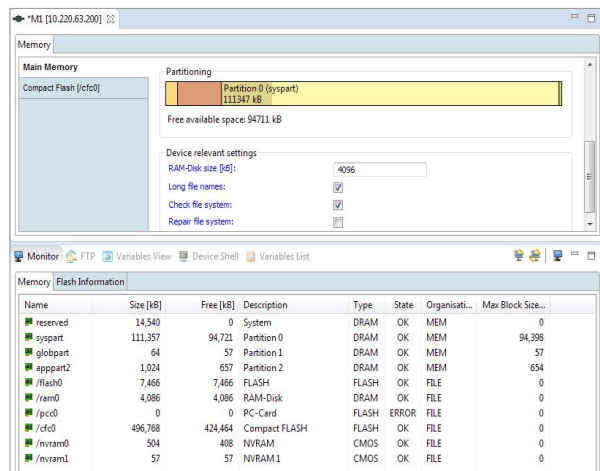 *M1 [10.220.63.200]
Memory
Main Memory
Compact Flash [/cfc0]
Partitioning
Partition 0 (syspart)
111347 kB
Free available space: 94711 kB
Device relevant settings
RAM-Disk size [kB]: 4096
Long file names:
Check file system:
Repair file system:
Monitor FTP Variables View Device Shell Variables List
Memory Flash Information
Name Size [kB] Free [kB] Description Type State Organisati... Max Block Size...
reserved 14,540 0 System DRAM OK MEM 0
syspart 111,357 94,721 Partition 0 DRAM OK MEM 94,398
globpart 64 57 Partition 1 DRAM OK MEM 57
apppart2 1,024 657 Partition 2 DRAM OK MEM 654
/flash0 7,466 7,466 FLASH FLASH OK FILE 0
/ram0 4,086 4,086 RAM-Disk DRAM OK FILE 0
/pcc0 0 0 PC-Card FLASH ERROR FILE 0
/cfc0 496,768 424,464 Compact FLASH FLASH OK FILE 0
/nvram0 504 408 NVRAM CMOS OK FILE 0
/nvram1 57 57 NVRAM1 CMOS OK FILE 0